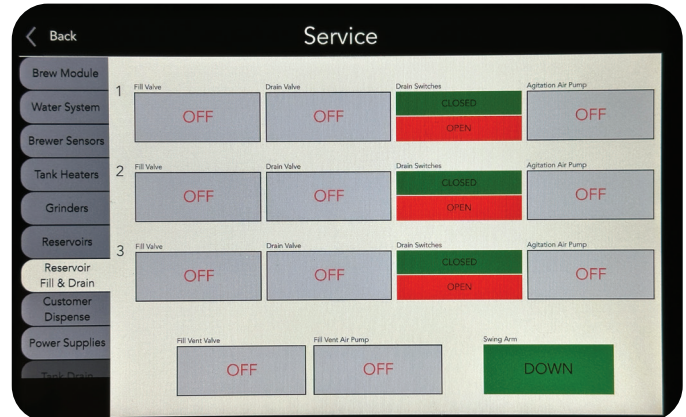 Back
Service
Brew Module
Water System
Brewer Sensors
Tank Heaters
Grinders
Reservoirs
Reservoir
Fill & Drain
Customer
Dispense
Power Supplies
Tank Drain
1
Fill Valve
OFF
Drain Valve
OFF
Drain Switches
CLOSED
OPEN
Agitation Air Pump
OFF
2
Fill Valve
OFF
Drain Valve
OFF
Drain Switches
CLOSED
OPEN
Agitation Air Pump
OFF
3
Fill Valve
OFF
Drain Valve
OFF
Drain Switches
CLOSED
OPEN
Agitation Air Pump
OFF
Fill Vent Valve
OFF
Fill Vent Air Pump
OFF
Swing Arm
DOWN